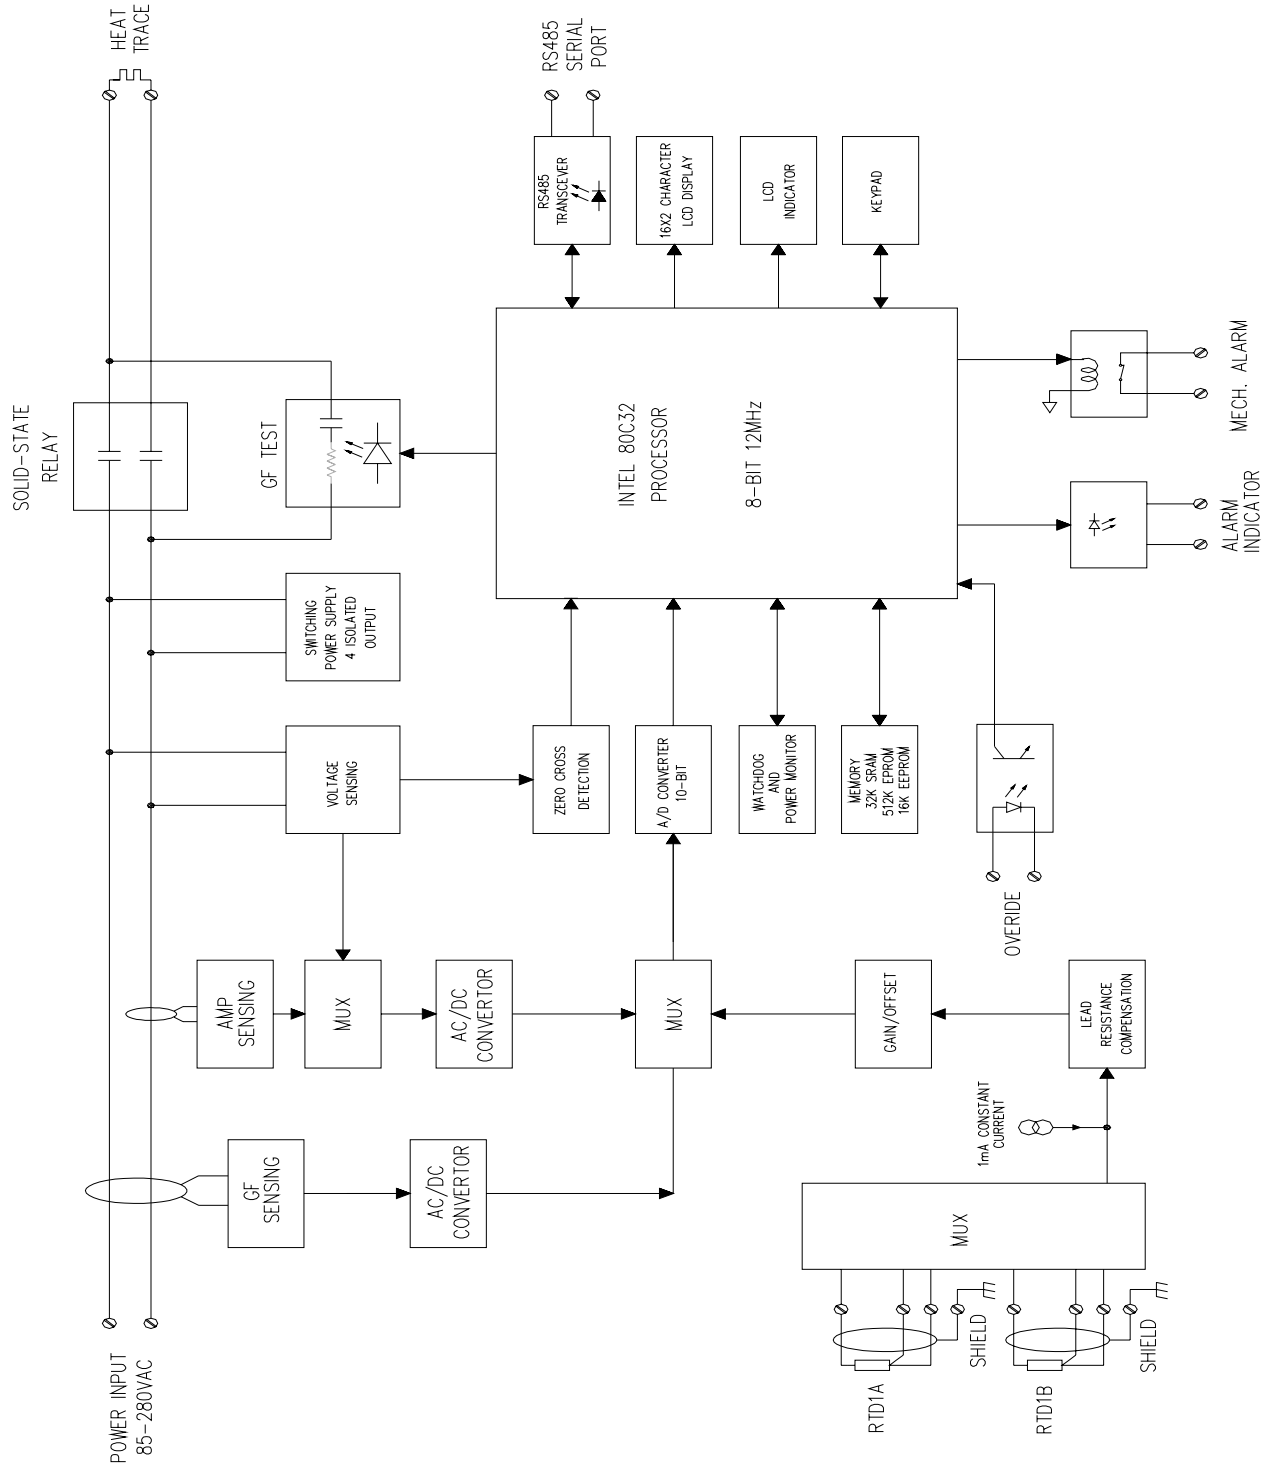 POWER INPUT
85-280VAC
SOLID-STATE
RELAY
HEAT
TRACE
GF
SENSING
AMP
SENSING
VOLTAGE
SENSING
SWITCHING
POWER SUPPLY
4 ISOLATED
OUTPUT
GF TEST
MUX
AC/DC
CONVERTOR
AC/DC
CONVERTOR
ZERO CROSS
DETECTION
INTEL 80C32
PROCESSOR
8-BIT 12MHz
RS485
TRANSCEVER
RS485
SERIAL
PORT
MUX
A/D CONVERTER
10-BIT
16X2 CHARACTER
LCD DISPLAY
WATCHDOG
AND
POWER MONITOR
LCD
INDICATOR
GAIN/OFFSET
MEMORY
32K SRAM
512K EPROM
16K EEPROM
KEYPAD
RTD1A
SHIELD
MUX
1mA CONSTANT
CURRENT
OVERIDE
RTD1B
SHIELD
LEAD
RESISTANCE
COMPENSATION
ALARM
INDICATOR
MECH. ALARM